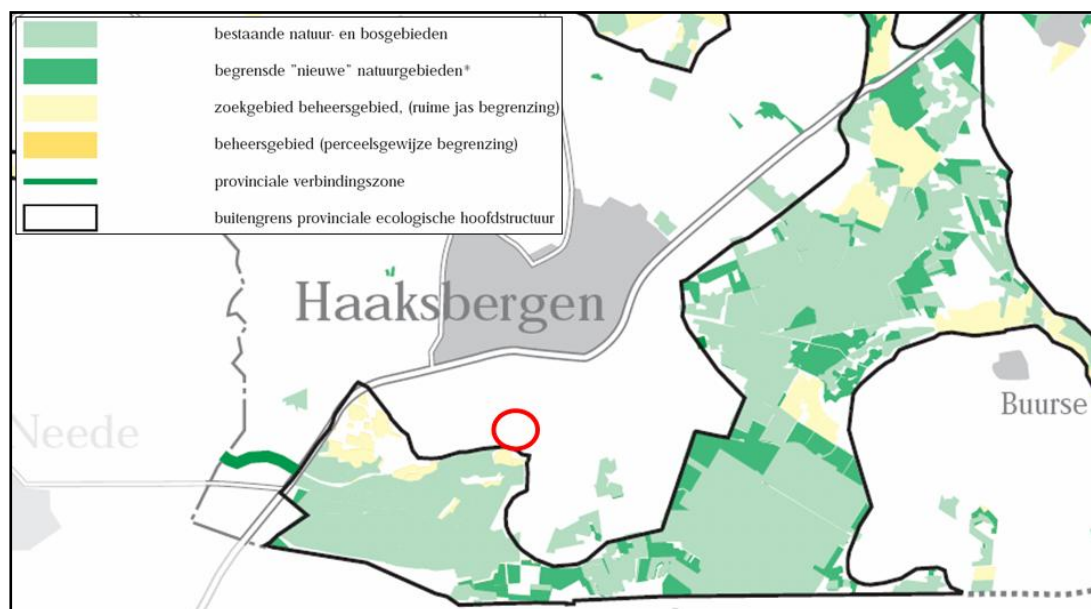 bestaande natuur- en bosgebieden
begrensde "nieuwe" natuurgebieden*
zoekgebied beheersgebied, (ruime jas begrenzing)
beheersgebied (perceelsgewijze begrenzing)
provinciale verbindingszone
buitengrens provinciale ecologische hoofdstructuur
Haaksbergen
Buurse
Neede